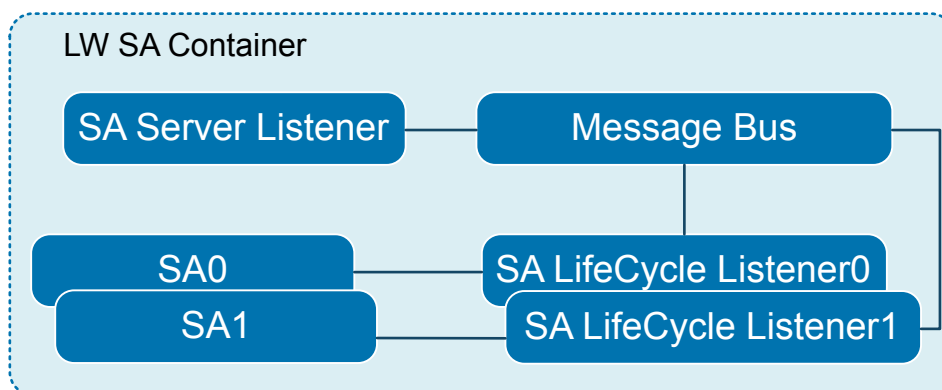 LW SA Container
SA Server Listener
Message Bus
SA0
SA LifeCycle Listener0
SA1
SA LifeCycle Listener1